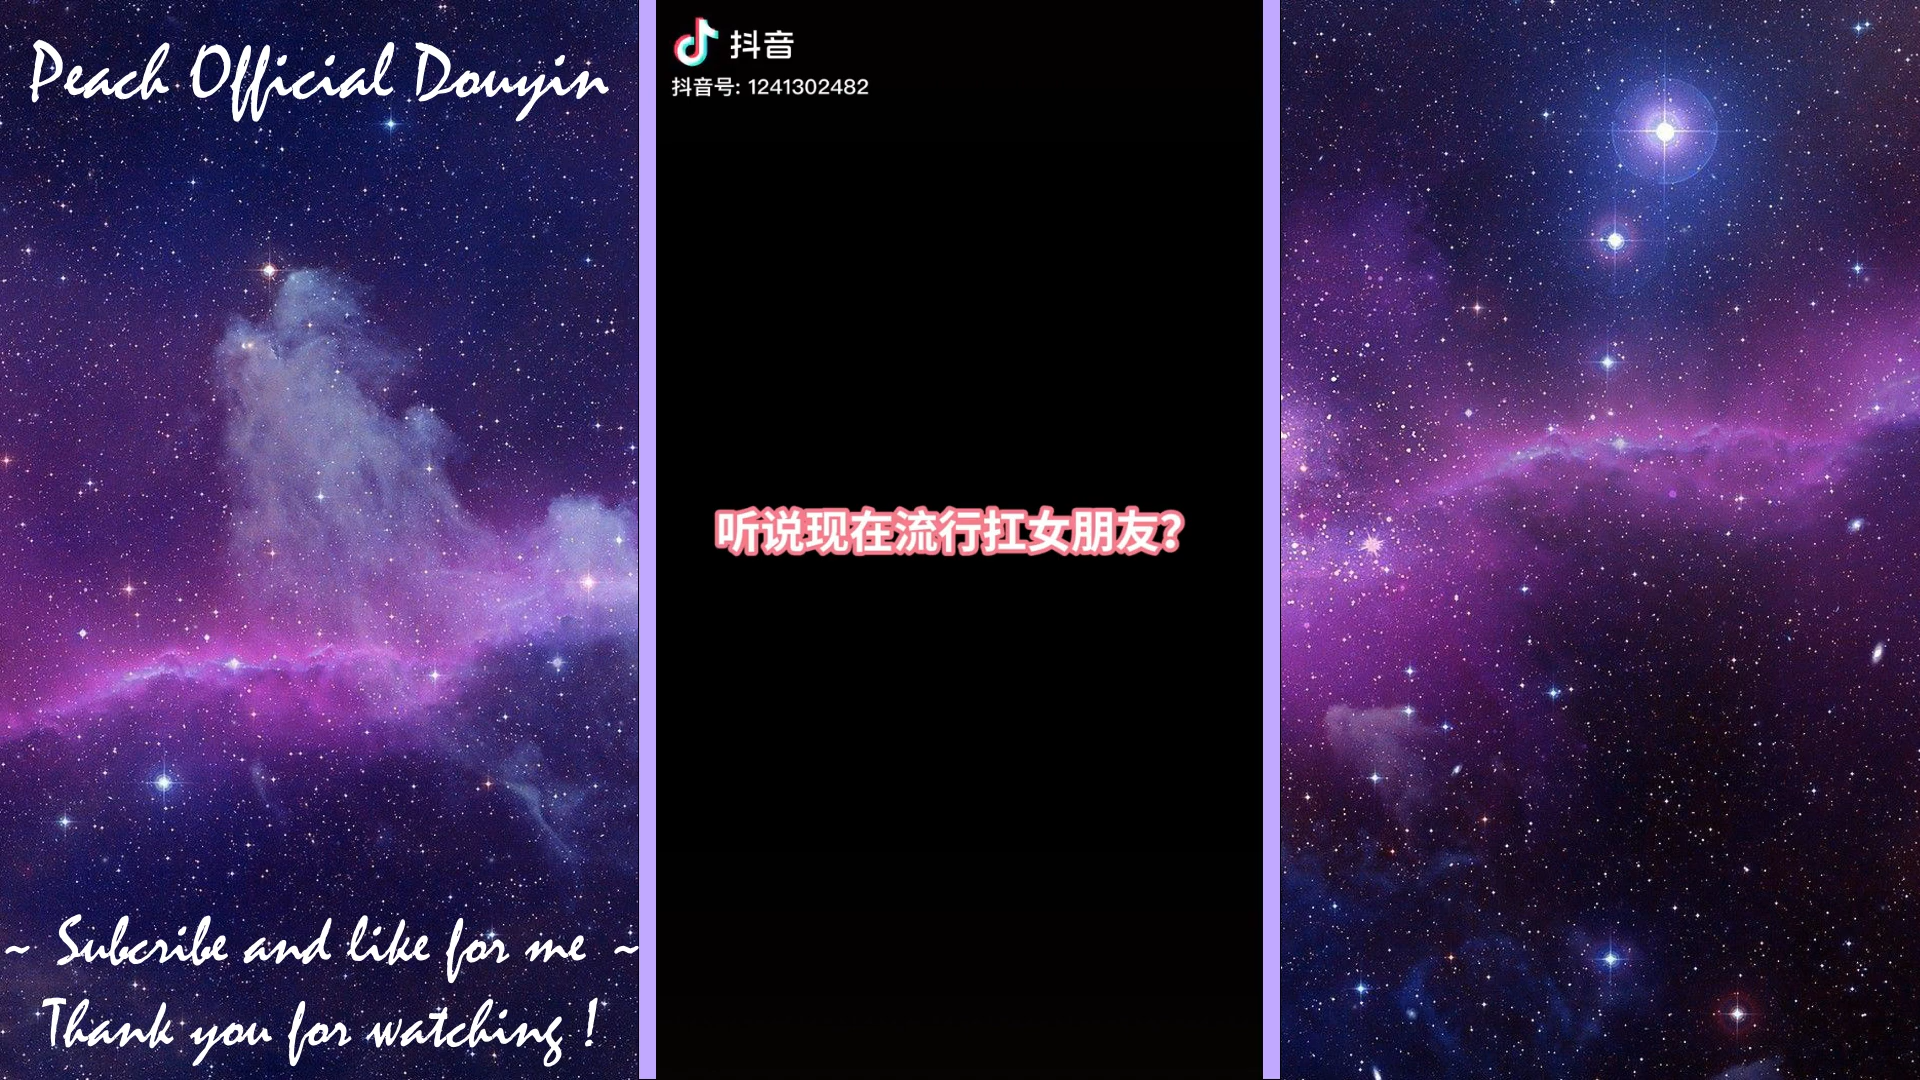 Peach Official Douyin
抖音
抖音号: 1241302482
听说现在流行扛女朋友？
~ Subcribe and like for me ~
Thank you for watching !